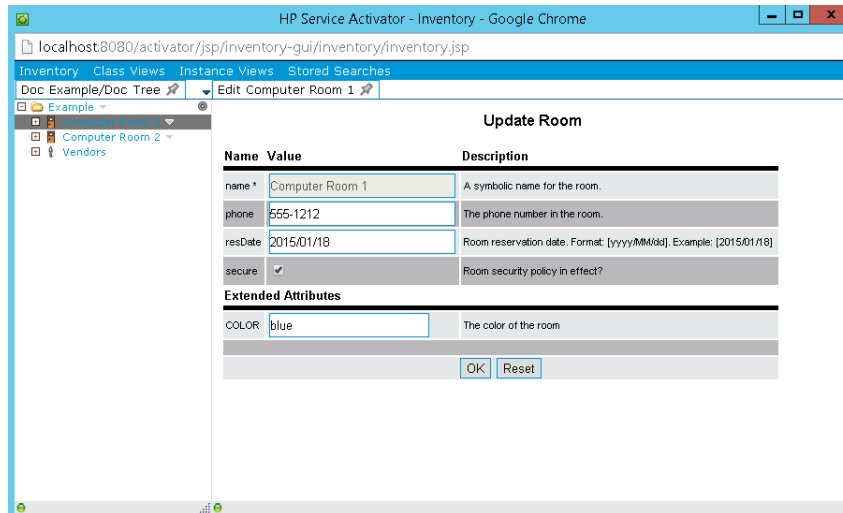 HP Service Activator - Inventory - Google Chrome
localhost:8080/activator/jsp/inventory-gui/inventory/inventory.jsp
Inventory Class Views Instance Views Stored Searches
Doc Example/Doc Tree Edit Computer Room 1
Example
Computer Room 1
Computer Room 2
Vendors
Update Room
Name Value Description
name * Computer Room 1 A symbolic name for the room.
phone 555-1212 The phone number in the room.
resDate 2015/01/18 Room reservation date. Format: [yyyy/MM/dd]. Example: [2015/01/18]
secure Room security policy in effect?
Extended Attributes
COLOR blue The color of the room
OK Reset